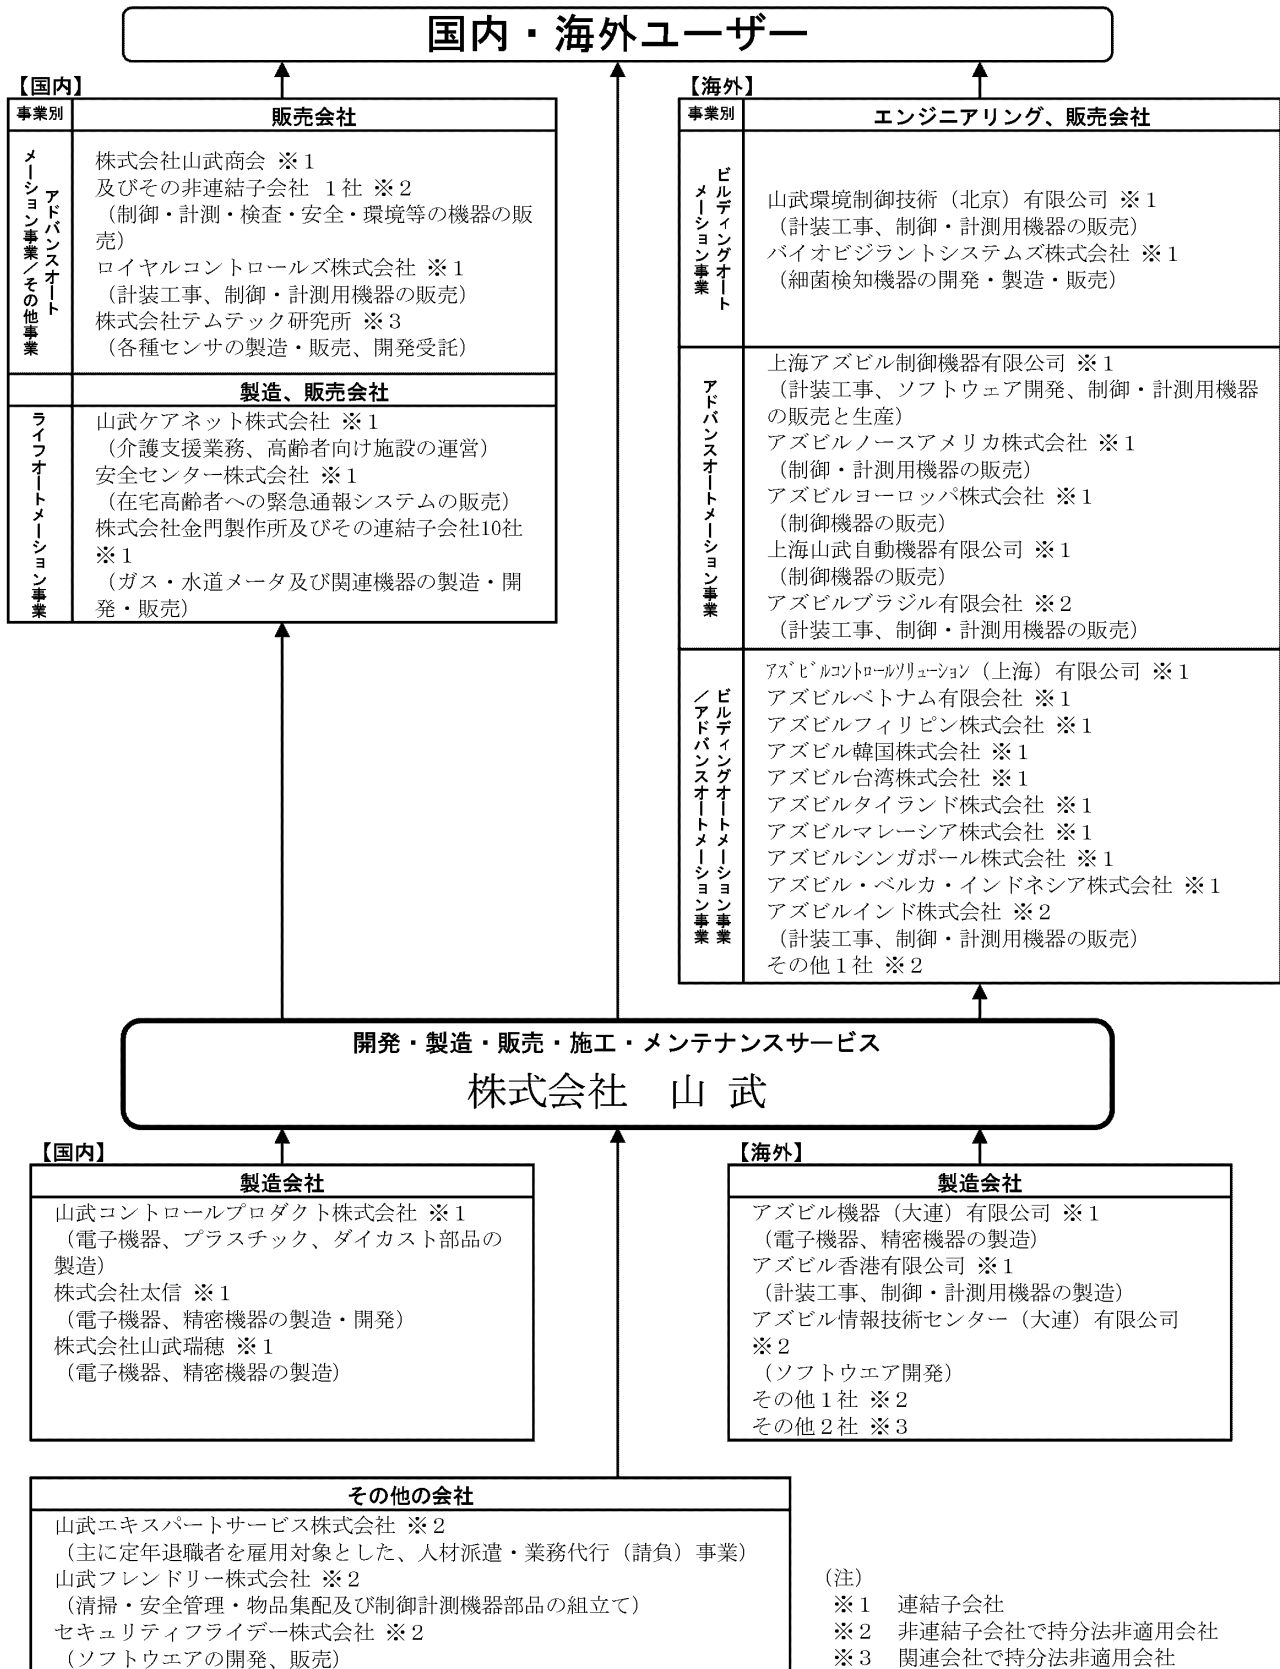 国内・海外ユーザー
【国内】
事業別
販売会社
アドバンスオート
メーション事業／その他事業
株式会社山武商会 ※１
及びその非連結子会社 １社 ※２
（制御・計測・検査・安全・環境等の機器の販
売）
ロイヤルコントロールズ株式会社 ※１
（計装工事、制御・計測用機器の販売）
株式会社テムテック研究所 ※３
（各種センサの製造・販売、開発受託）
製造、販売会社
ライフオートメーション事業
山武ケアネット株式会社 ※１
（介護支援業務、高齢者向け施設の運営）
安全センター株式会社 ※１
（在宅高齢者への緊急通報システムの販売）
株式会社金門製作所及びその連結子会社10社
※１
（ガス・水道メータ及び関連機器の製造・開
発・販売）
【海外】
事業別
エンジニアリング、販売会社
ビルディングオート
メーション事業
山武環境制御技術（北京）有限公司 ※１
（計装工事、制御・計測用機器の販売）
バイオビジラントシステムズ株式会社 ※１
（細菌検知機器の開発・製造・販売）
アドバンスオートメーション事業
上海アズビル制御機器有限公司 ※１
（計装工事、ソフトウェア開発、制御・計測用機器
の販売と生産）
アズビルノースアメリカ株式会社 ※１
（制御・計測用機器の販売）
アズビルヨーロッパ株式会社 ※１
（制御機器の販売）
上海山武自動機器有限公司 ※１
（制御機器の販売）
アズビルブラジル有限会社 ※２
（計装工事、制御・計測用機器の販売）
ビルディングオートメーション事業
／アドバンスオートメーション事業
ｱｽﾞﾋﾞﾙｺﾝﾄﾛｰﾙｿﾘｭｰｼｮﾝ（上海）有限公司 ※１
アズビルベトナム有限会社 ※１
アズビルフィリピン株式会社 ※１
アズビル韓国株式会社 ※１
アズビル台湾株式会社 ※１
アズビルタイランド株式会社 ※１
アズビルマレーシア株式会社 ※１
アズビルシンガポール株式会社 ※１
アズビル・ベルカ・インドネシア株式会社 ※１
アズビルインド株式会社 ※２
（計装工事、制御・計測用機器の販売）
その他１社 ※２
開発・製造・販売・施工・メンテナンスサービス
株式会社 山 武
【国内】
製造会社
山武コントロールプロダクト株式会社 ※１
（電子機器、プラスチック、ダイカスト部品の
製造）
株式会社太信 ※１
（電子機器、精密機器の製造・開発）
株式会社山武瑞穂 ※１
（電子機器、精密機器の製造）
【海外】
製造会社
アズビル機器（大連）有限公司 ※１
（電子機器、精密機器の製造）
アズビル香港有限公司 ※１
（計装工事、制御・計測用機器の製造）
アズビル情報技術センター（大連）有限公司
※２
（ソフトウエア開発）
その他１社 ※２
その他２社 ※３
その他の会社
山武エキスパートサービス株式会社 ※２
（主に定年退職者を雇用対象とした、人材派遣・業務代行（請負）事業）
山武フレンドリー株式会社 ※２
（清掃・安全管理・物品集配及び制御計測機器部品の組立て）
セキュリティフライデー株式会社 ※２
（ソフトウエアの開発、販売）
（注）
※１ 連結子会社
※２ 非連結子会社で持分法非適用会社
※３ 関連会社で持分法非適用会社